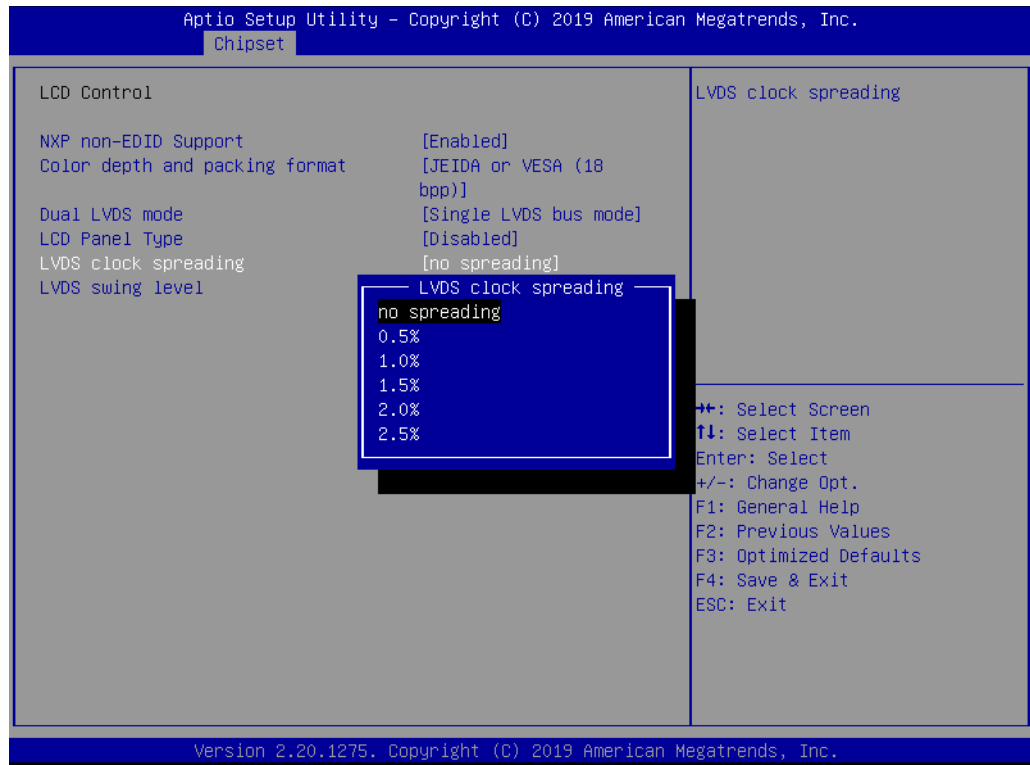 Aptio Setup Utility – Copyright (C) 2019 American Megatrends, Inc.
Chipset
LCD Control
LVDS clock spreading
NXP non-EDID Support [Enabled]
Color depth and packing format [JEIDA or VESA (18
bpp)]
Dual LVDS mode [Single LVDS bus mode]
LCD Panel Type [Disabled]
LVDS clock spreading [no spreading]
LVDS swing level
LVDS clock spreading
no spreading
0.5%
1.0%
1.5%
2.0%
2.5%
→←: Select Screen
↑↓: Select Item
Enter: Select
+/-: Change Opt.
F1: General Help
F2: Previous Values
F3: Optimized Defaults
F4: Save & Exit
ESC: Exit
Version 2.20.1275. Copyright (C) 2019 American Megatrends, Inc.